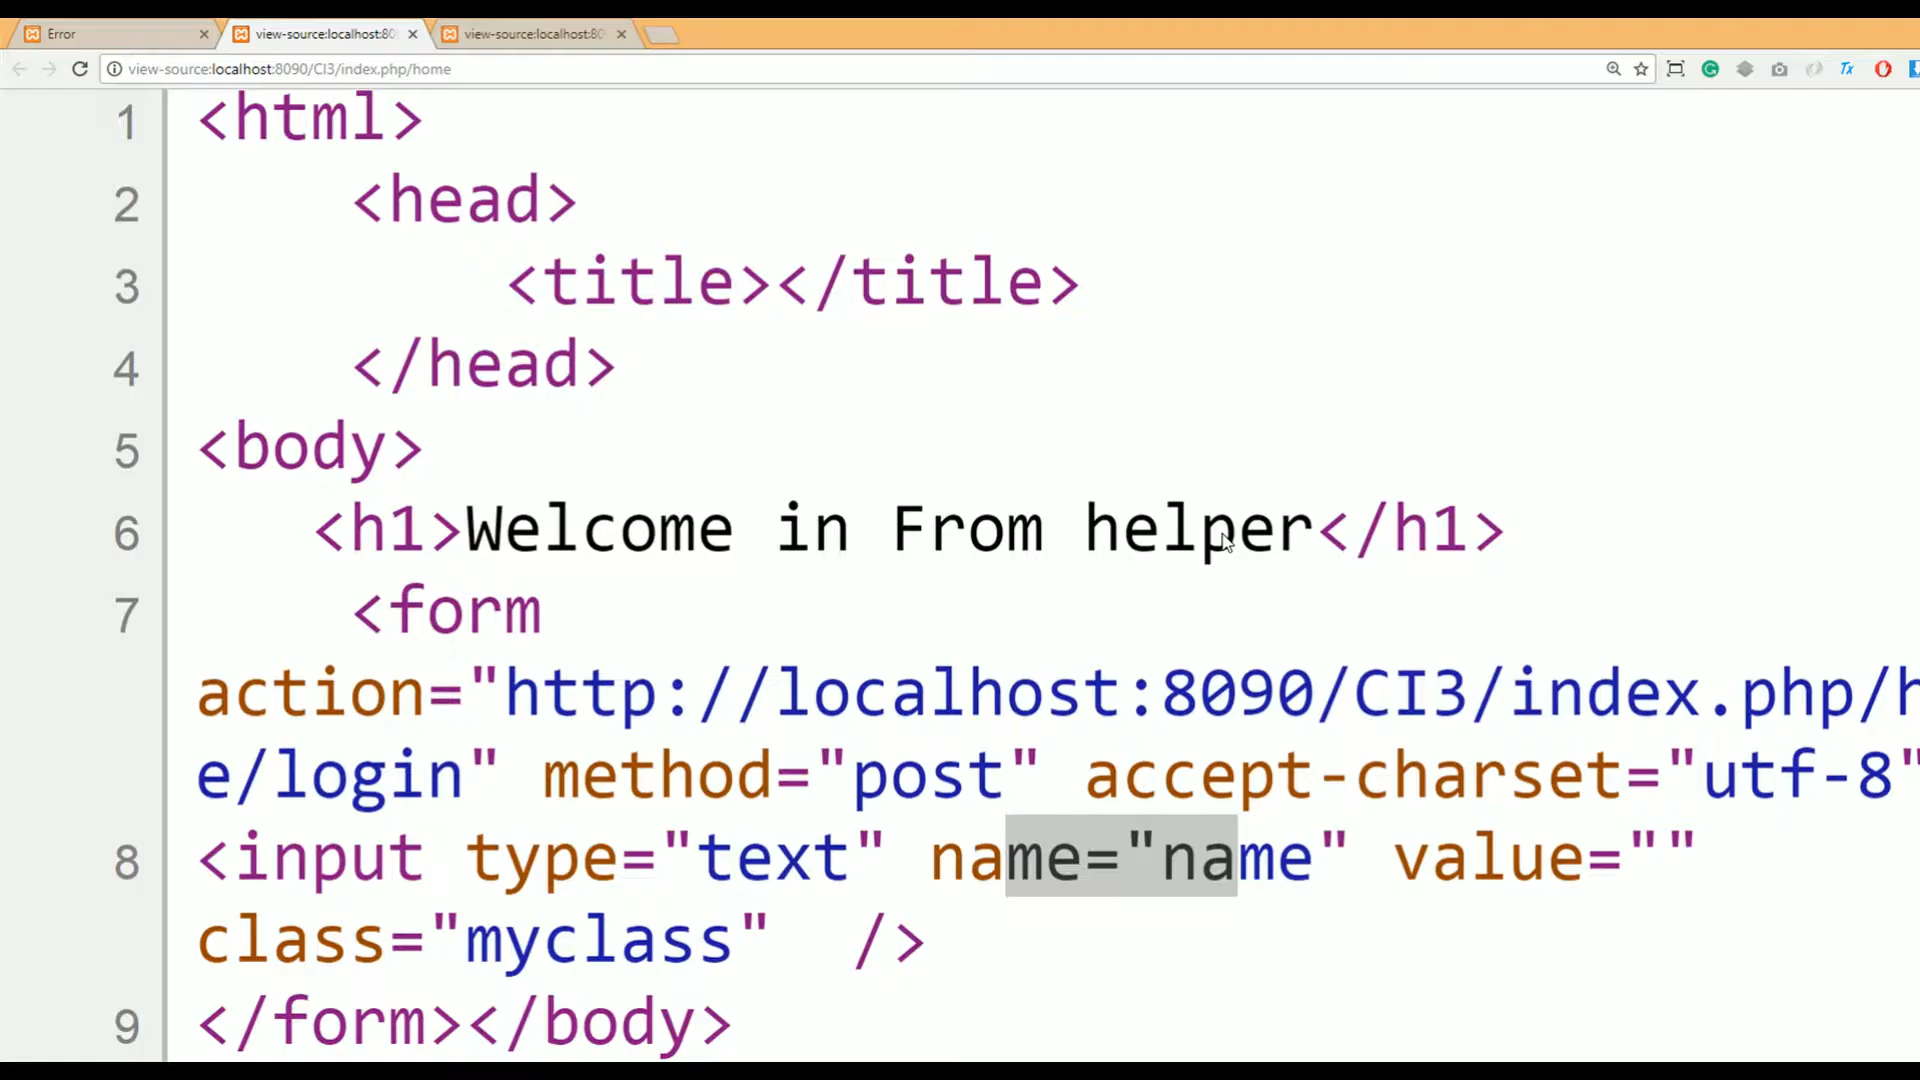 Error
view-source:localhost:80
view-source:localhost:80
view-source:localhost:8090/CI3/index.php/home
1 <html>
2 <head>
3 <title></title>
4 </head>
5 <body>
6 <h1>Welcome in From helper</h1>
7 <form
action="http://localhost:8090/CI3/index.php/h
e/login" method="post" accept-charset="utf-8"
8 <input type="text" name="name" value=""
class="myclass" />
9 </form></body>